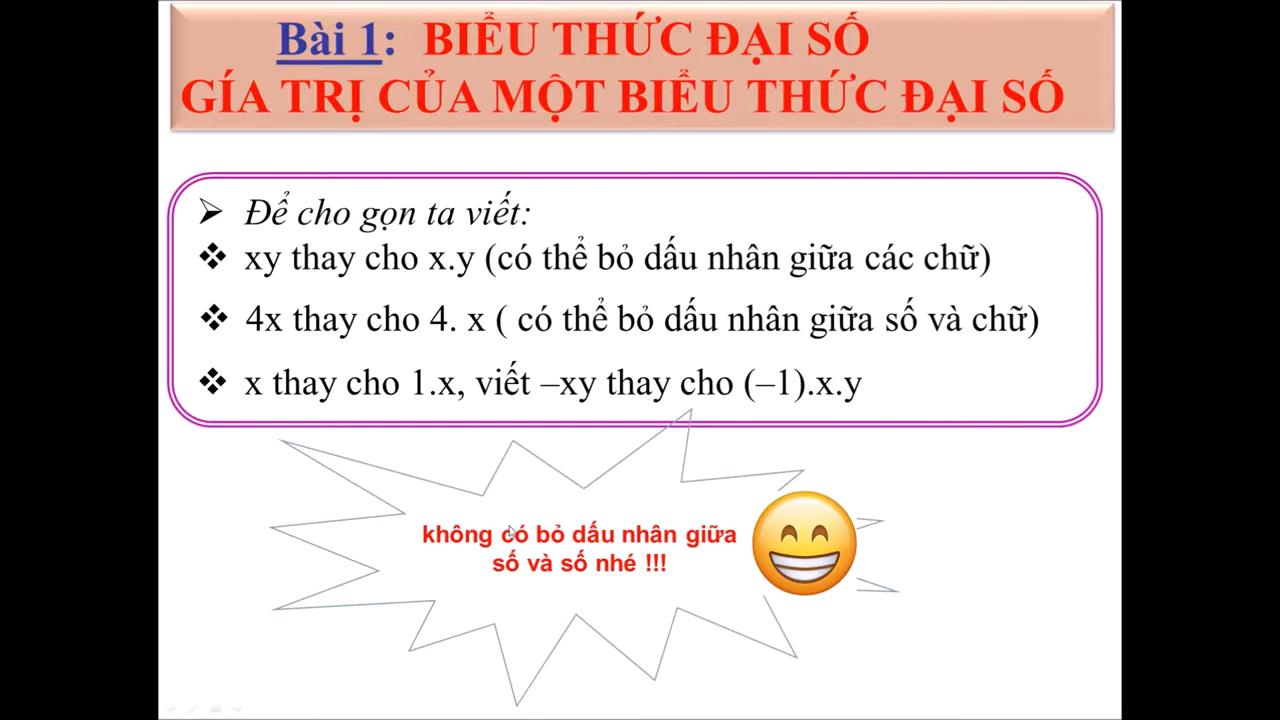 Bài 1: BIỂU THỨC ĐẠI SỐ
GÍA TRỊ CỦA MỘT BIỂU THỨC ĐẠI SỐ
➢ Để cho gọn ta viết:
❖ xy thay cho x.y (có thể bỏ dấu nhân giữa các chữ)
❖ 4x thay cho 4. x ( có thể bỏ dấu nhân giữa số và chữ)
❖ x thay cho 1.x, viết –xy thay cho (–1).x.y
không có bỏ dấu nhân giữa
số và số nhé !!!